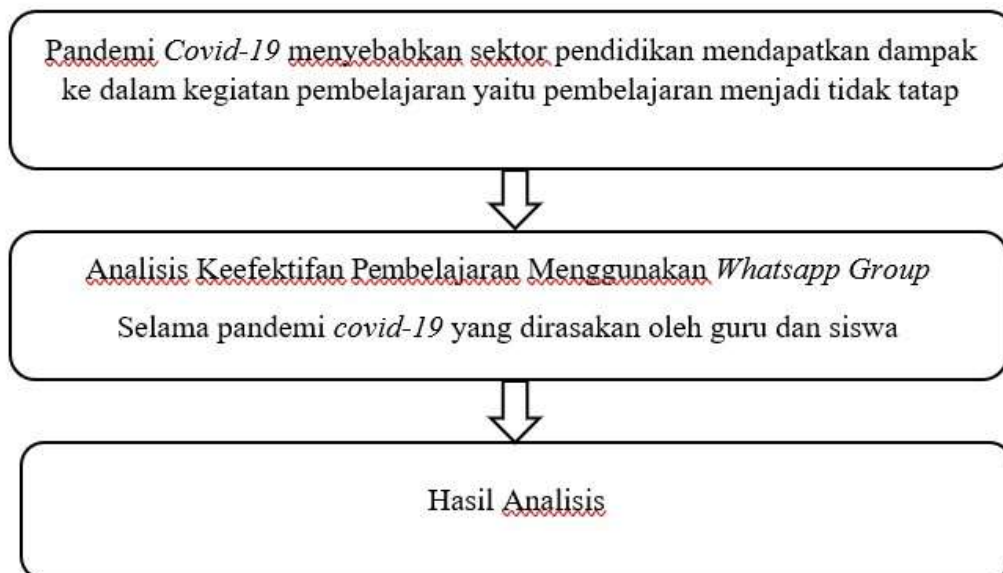 Pandemi Covid-19 menyebabkan sektor pendidikan mendapatkan dampak
ke dalam kegiatan pembelajaran yaitu pembelajaran menjadi tidak tatap
Analisis Keefektifan Pembelajaran Menggunakan Whatsapp Group
Selama pandemi covid-19 yang dirasakan oleh guru dan siswa
Hasil Analisis